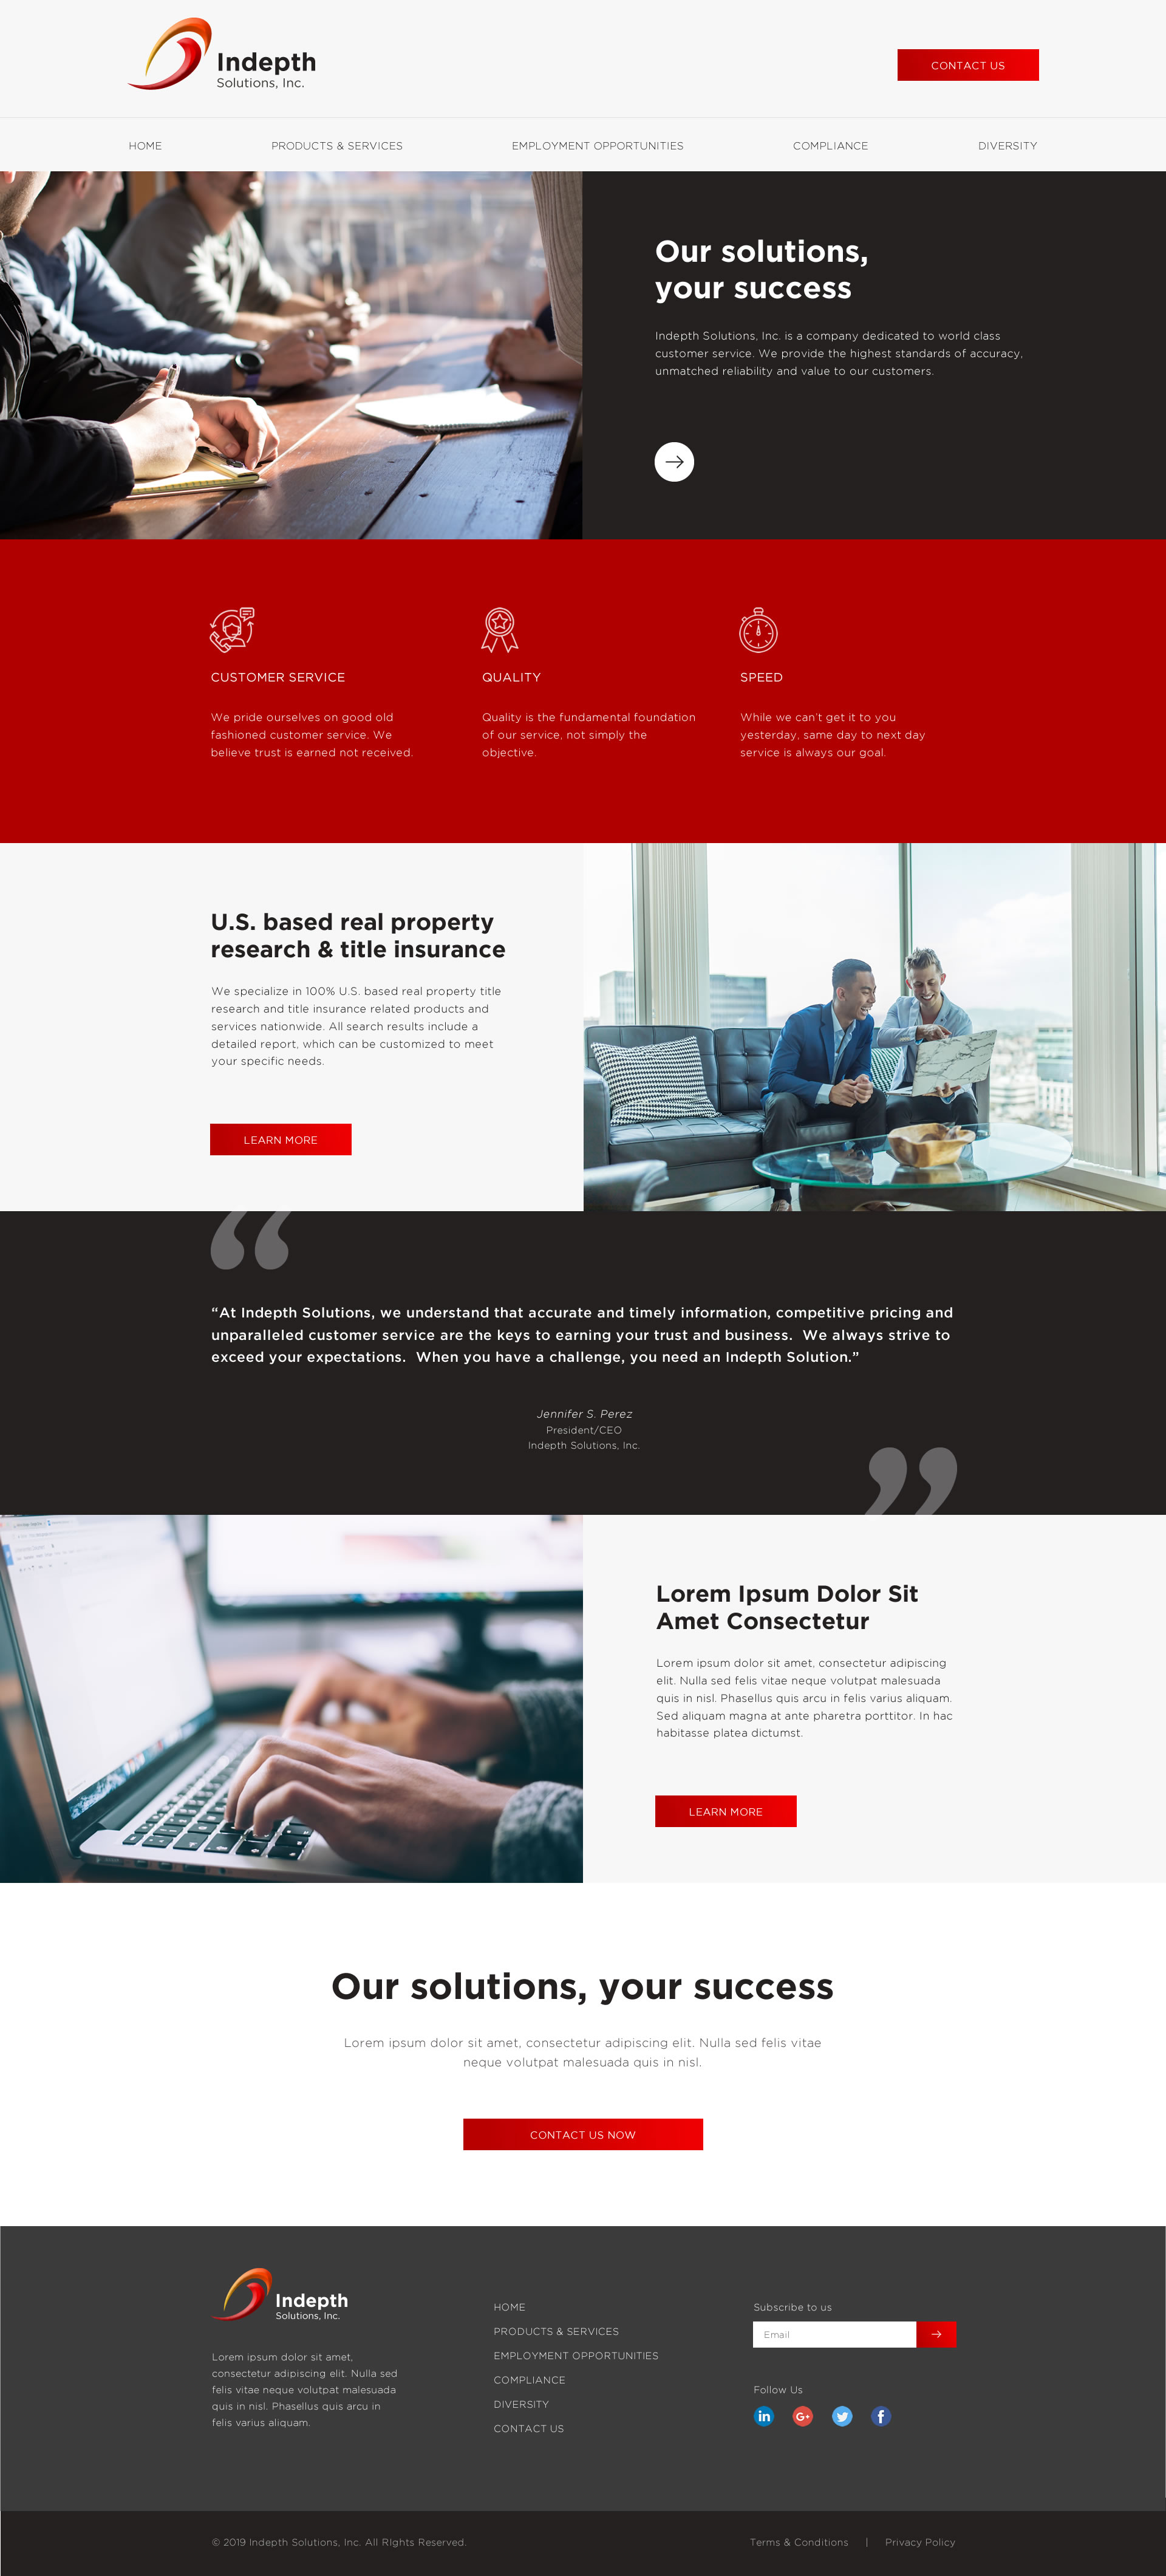 Indepth
Solutions, Inc.
CONTACT US
HOME
PRODUCTS & SERVICES
EMPLOYMENT OPPORTUNITIES
COMPLIANCE
DIVERSITY
Our solutions,
your success
Indepth Solutions, Inc. is a company dedicated to world class
customer service. We provide the highest standards of accuracy,
unmatched reliability and value to our customers.
CUSTOMER SERVICE
We pride ourselves on good old
fashioned customer service. We
believe trust is earned not received.
QUALITY
Quality is the fundamental foundation
of our service, not simply the
objective.
SPEED
While we can't get it to you
yesterday, same day to next day
service is always our goal.
U.S. based real property
research & title insurance
We specialize in 100% U.S. based real property title
research and title insurance related products and
services nationwide. All search results include a
detailed report, which can be customized to meet
your specific needs.
LEARN MORE
“
“At Indepth Solutions, we understand that accurate and timely information, competitive pricing and
unparalleled customer service are the keys to earning your trust and business.  We always strive to
exceed your expectations.  When you have a challenge, you need an Indepth Solution.”
Jennifer S. Perez
President/CEO
Indepth Solutions, Inc.
”
Lorem Ipsum Dolor Sit
Amet Consectetur
Lorem ipsum dolor sit amet, consectetur adipiscing
elit. Nulla sed felis vitae neque volutpat malesuada
quis in nisl. Phasellus quis arcu in felis varius aliquam.
Sed aliquam magna at ante pharetra porttitor. In hac
habitasse platea dictumst.
LEARN MORE
Our solutions, your success
Lorem ipsum dolor sit amet, consectetur adipiscing elit. Nulla sed felis vitae
neque volutpat malesuada quis in nisl.
CONTACT US NOW
Indepth
Solutions, Inc.
Lorem ipsum dolor sit amet,
consectetur adipiscing elit. Nulla sed
felis vitae neque volutpat malesuada
quis in nisl. Phasellus quis arcu in
felis varius aliquam.
HOME
PRODUCTS & SERVICES
EMPLOYMENT OPPORTUNITIES
COMPLIANCE
DIVERSITY
CONTACT US
Subscribe to us
Email
Follow Us
in
G+
f
© 2019 Indepth Solutions, Inc. All RIghts Reserved.
Terms & Conditions | Privacy Policy